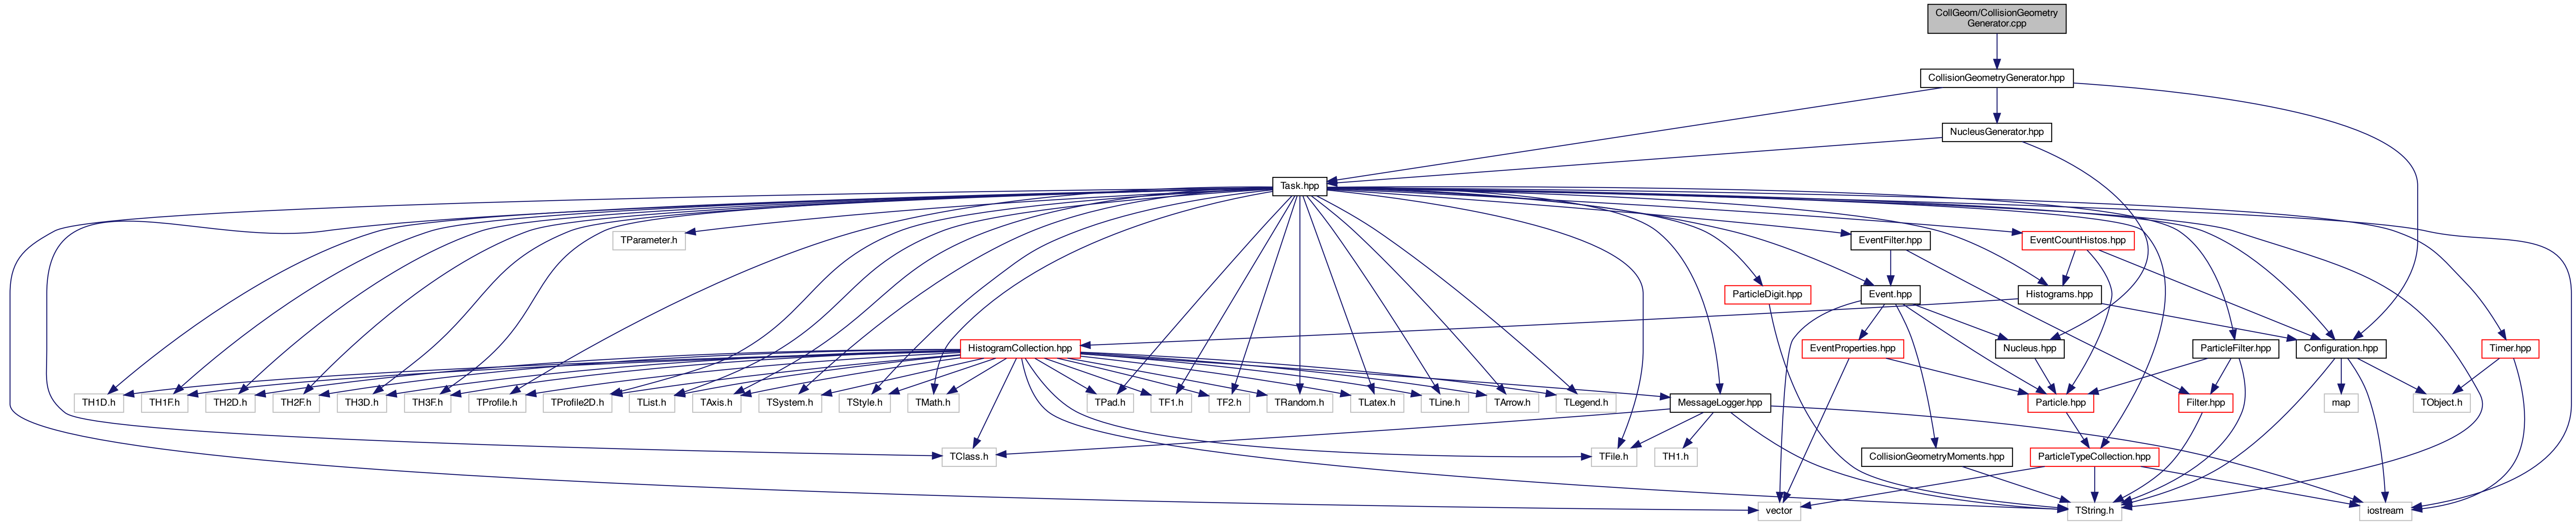 CollGeom/CollisionGeometry
Generator.cpp
CollisionGeometryGenerator.hpp
NucleusGenerator.hpp
Task.hpp
TParameter.h
EventFilter.hpp
EventCountHistos.hpp
ParticleDigit.hpp
Event.hpp
Histograms.hpp
HistogramCollection.hpp
EventProperties.hpp
Nucleus.hpp
ParticleFilter.hpp
Configuration.hpp
Timer.hpp
TH1D.h
TH1F.h
TH2D.h
TH2F.h
TH3D.h
TH3F.h
TProfile.h
TProfile2D.h
TList.h
TAxis.h
TSystem.h
TStyle.h
TMath.h
TPad.h
TF1.h
TF2.h
TRandom.h
TLatex.h
TLine.h
TArrow.h
TLegend.h
MessageLogger.hpp
Particle.hpp
Filter.hpp
map
TObject.h
TClass.h
TFile.h
TH1.h
CollisionGeometryMoments.hpp
ParticleTypeCollection.hpp
vector
TString.h
iostream